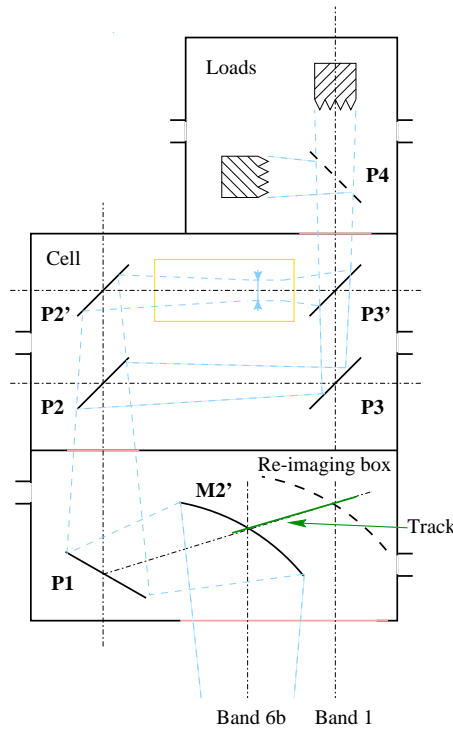 Loads
P4
Cell
P2’
P3’
P2
P3
Re-imaging box
M2’
Track
P1
Band 6b
Band 1